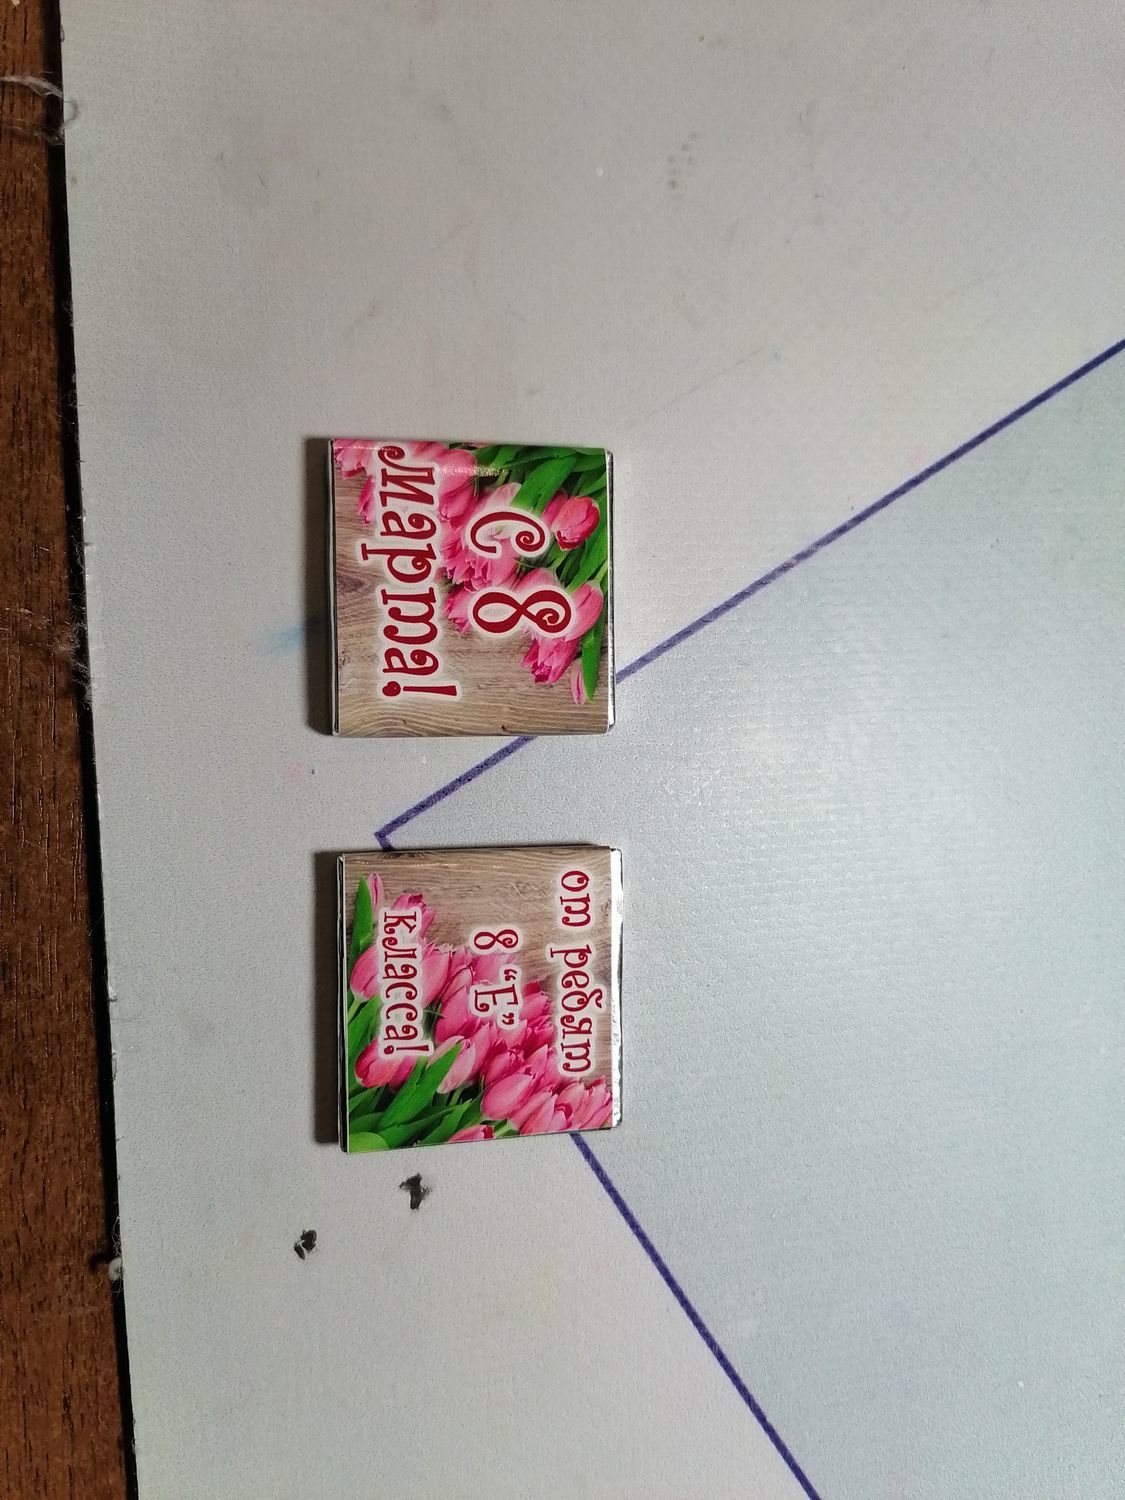 С 8
Марта!
от ребят
8 "Е"
класса!